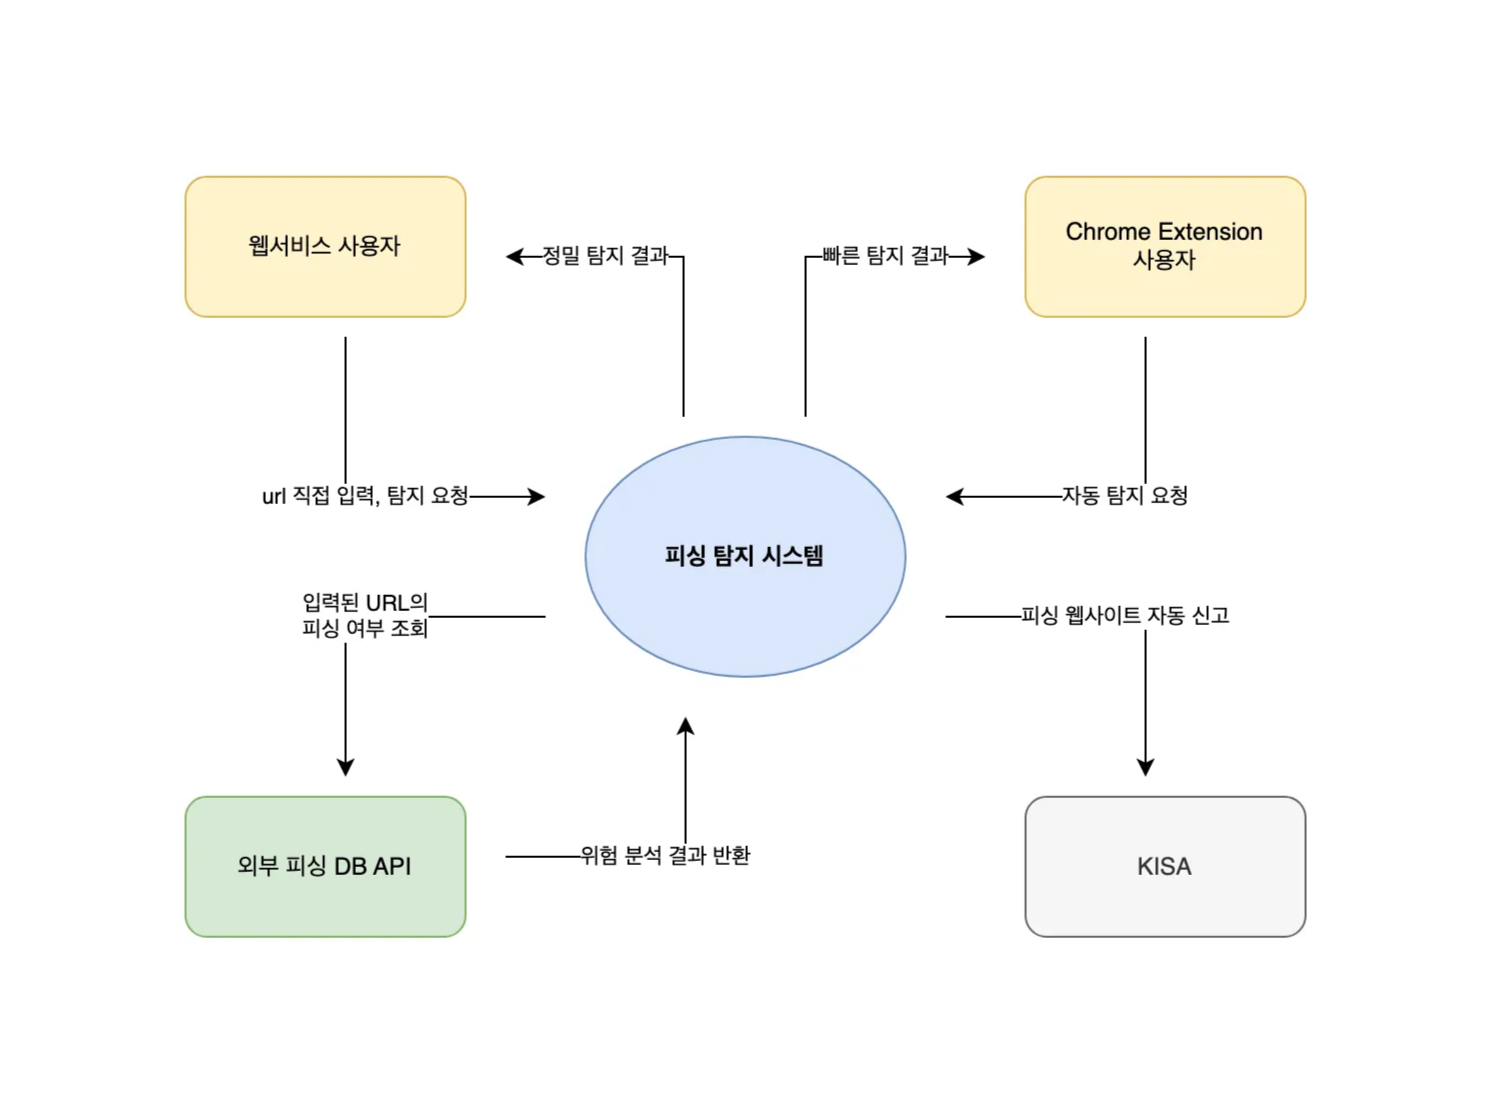 웹서비스 사용자
정밀 탐지 결과
빠른 탐지 결과
Chrome Extension
사용자
url 직접 입력, 탐지 요청
자동 탐지 요청
피싱 탐지 시스템
입력된 URL의
피싱 여부 조회
피싱 웹사이트 자동 신고
외부 피싱 DB API
위험 분석 결과 반환
KISA